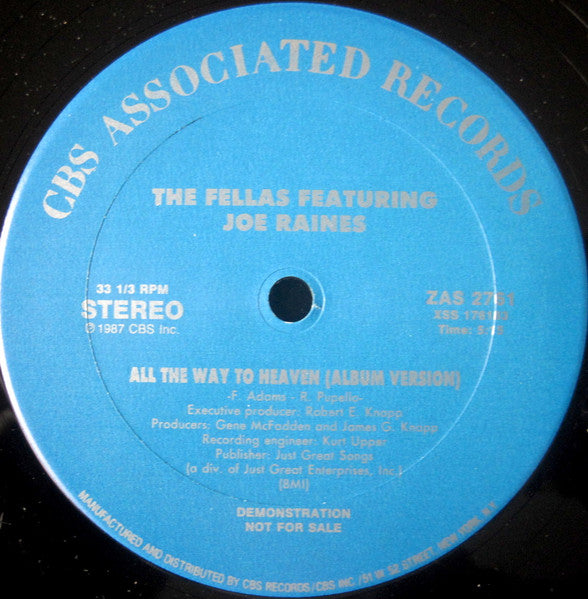 CBS ASSOCIATED RECORDS
THE FELLAS FEATURING
JOE RAINES
33 1/3 RPM
STEREO
℗ 1987 CBS Inc.
ZAS
XSS
Time:
ALL THE WAY TO HEAVEN (ALBUM VERSION)
-F. Adams - R. Pupello-
Executive producer: Robert E. Knapp
Producers: Gene McFadden and James G. Knapp
Recording engineer: Kurt Upper
Publisher: Just Great Songs
(a div. of Just Great Enterprises, Inc.)
(BMI)
DEMONSTRATION
NOT FOR SALE
MANUFACTURED AND DISTRIBUTED BY CBS RECORDS/CBS INC./51 W. 52 STREET, NEW YORK, N.Y.